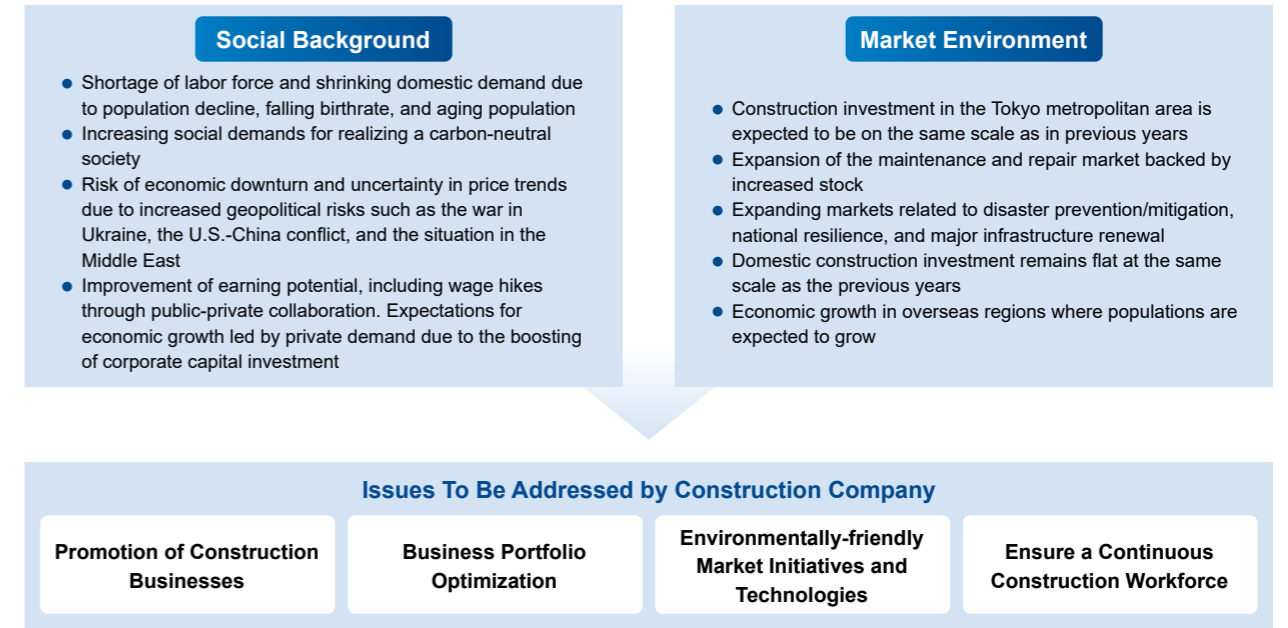 Social Background
Shortage of labor force and shrinking domestic demand due
to population decline, falling birthrate, and aging population
Increasing social demands for realizing a carbon-neutral
society
Risk of economic downturn and uncertainty in price trends
due to increased geopolitical risks such as the war in
Ukraine, the U.S.-China conflict, and the situation in the
Middle East
Improvement of earning potential, including wage hikes
through public-private collaboration. Expectations for
economic growth led by private demand due to the boosting
of corporate capital investment
Market Environment
Construction investment in the Tokyo metropolitan area is
expected to be on the same scale as in previous years
Expansion of the maintenance and repair market backed by
increased stock
Expanding markets related to disaster prevention/mitigation,
national resilience, and major infrastructure renewal
Domestic construction investment remains flat at the same
scale as the previous years
Economic growth in overseas regions where populations are
expected to grow
Issues To Be Addressed by Construction Company
Promotion of Construction
Businesses
Business Portfolio
Optimization
Environmentally-friendly
Market Initiatives and
Technologies
Ensure a Continuous
Construction Workforce